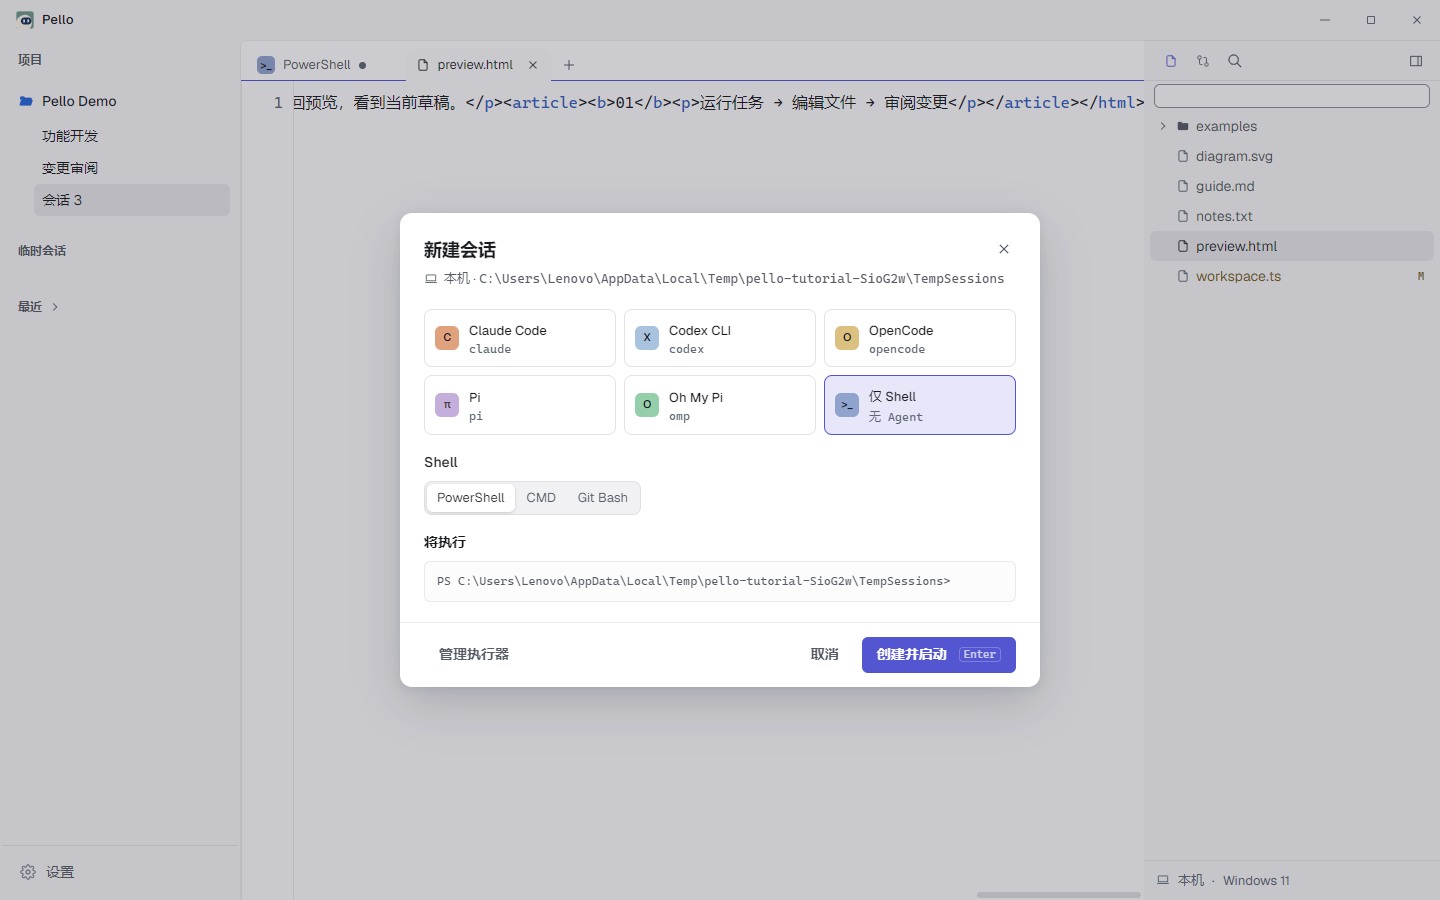 Pello
项目
Pello Demo
功能开发
变更审阅
会话 3
临时会话
最近
设置
>_ PowerShell
preview.html
1 回预览，看到当前草稿。</p><article><b>01</b><p>运行任务 → 编辑文件 → 审阅变更</p></article></html>
新建会话
本机 · C:\Users\Lenovo\AppData\Local\Temp\pello-tutorial-SioG2w\TempSessions
C Claude Code
claude
X Codex CLI
codex
O OpenCode
opencode
π Pi
pi
O Oh My Pi
omp
>_ 仅 Shell
无 Agent
Shell
PowerShell CMD Git Bash
将执行
PS C:\Users\Lenovo\AppData\Local\Temp\pello-tutorial-SioG2w\TempSessions>
管理执行器 取消 创建并启动 Enter
examples
diagram.svg
guide.md
notes.txt
preview.html
workspace.ts M
本机 · Windows 11